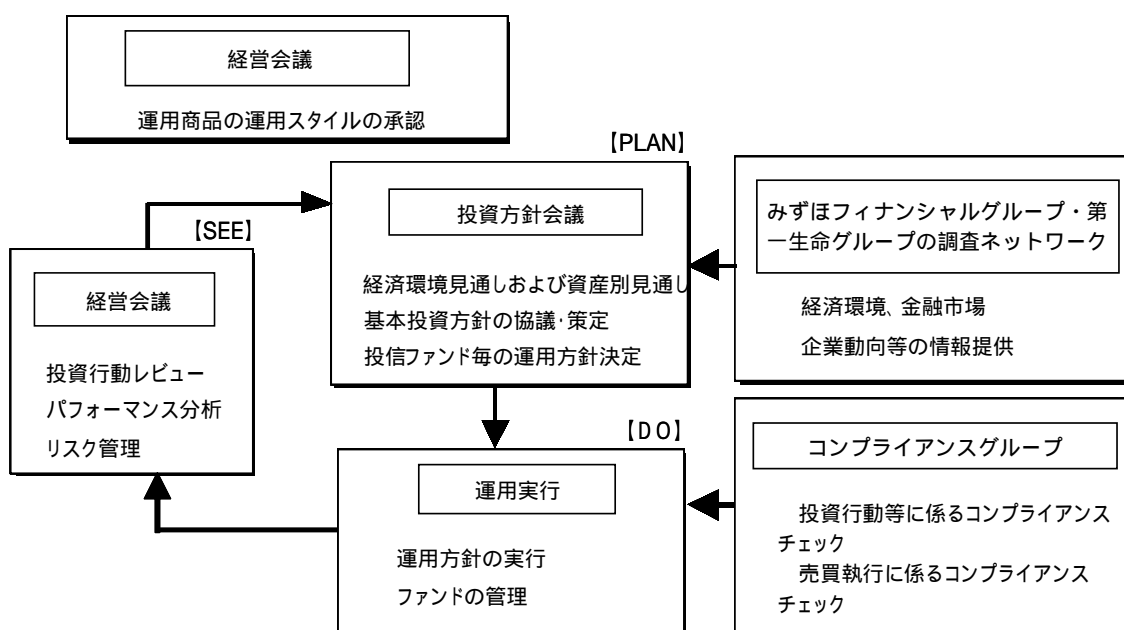 経営会議
運用商品の運用スタイルの承認
【PLAN】
投資方針会議
経済環境見通しおよび資産別見通し
基本投資方針の協議・策定
投信ファンド毎の運用方針決定
みずほフィナンシャルグループ・第
一生命グループの調査ネットワーク
経済環境、金融市場
企業動向等の情報提供
【SEE】
経営会議
投資行動レビュー
パフォーマンス分析
リスク管理
【DO】
運用実行
運用方針の実行
ファンドの管理
コンプライアンスグループ
投資行動等に係るコンプライアンス
チェック
売買執行に係るコンプライアンス
チェック